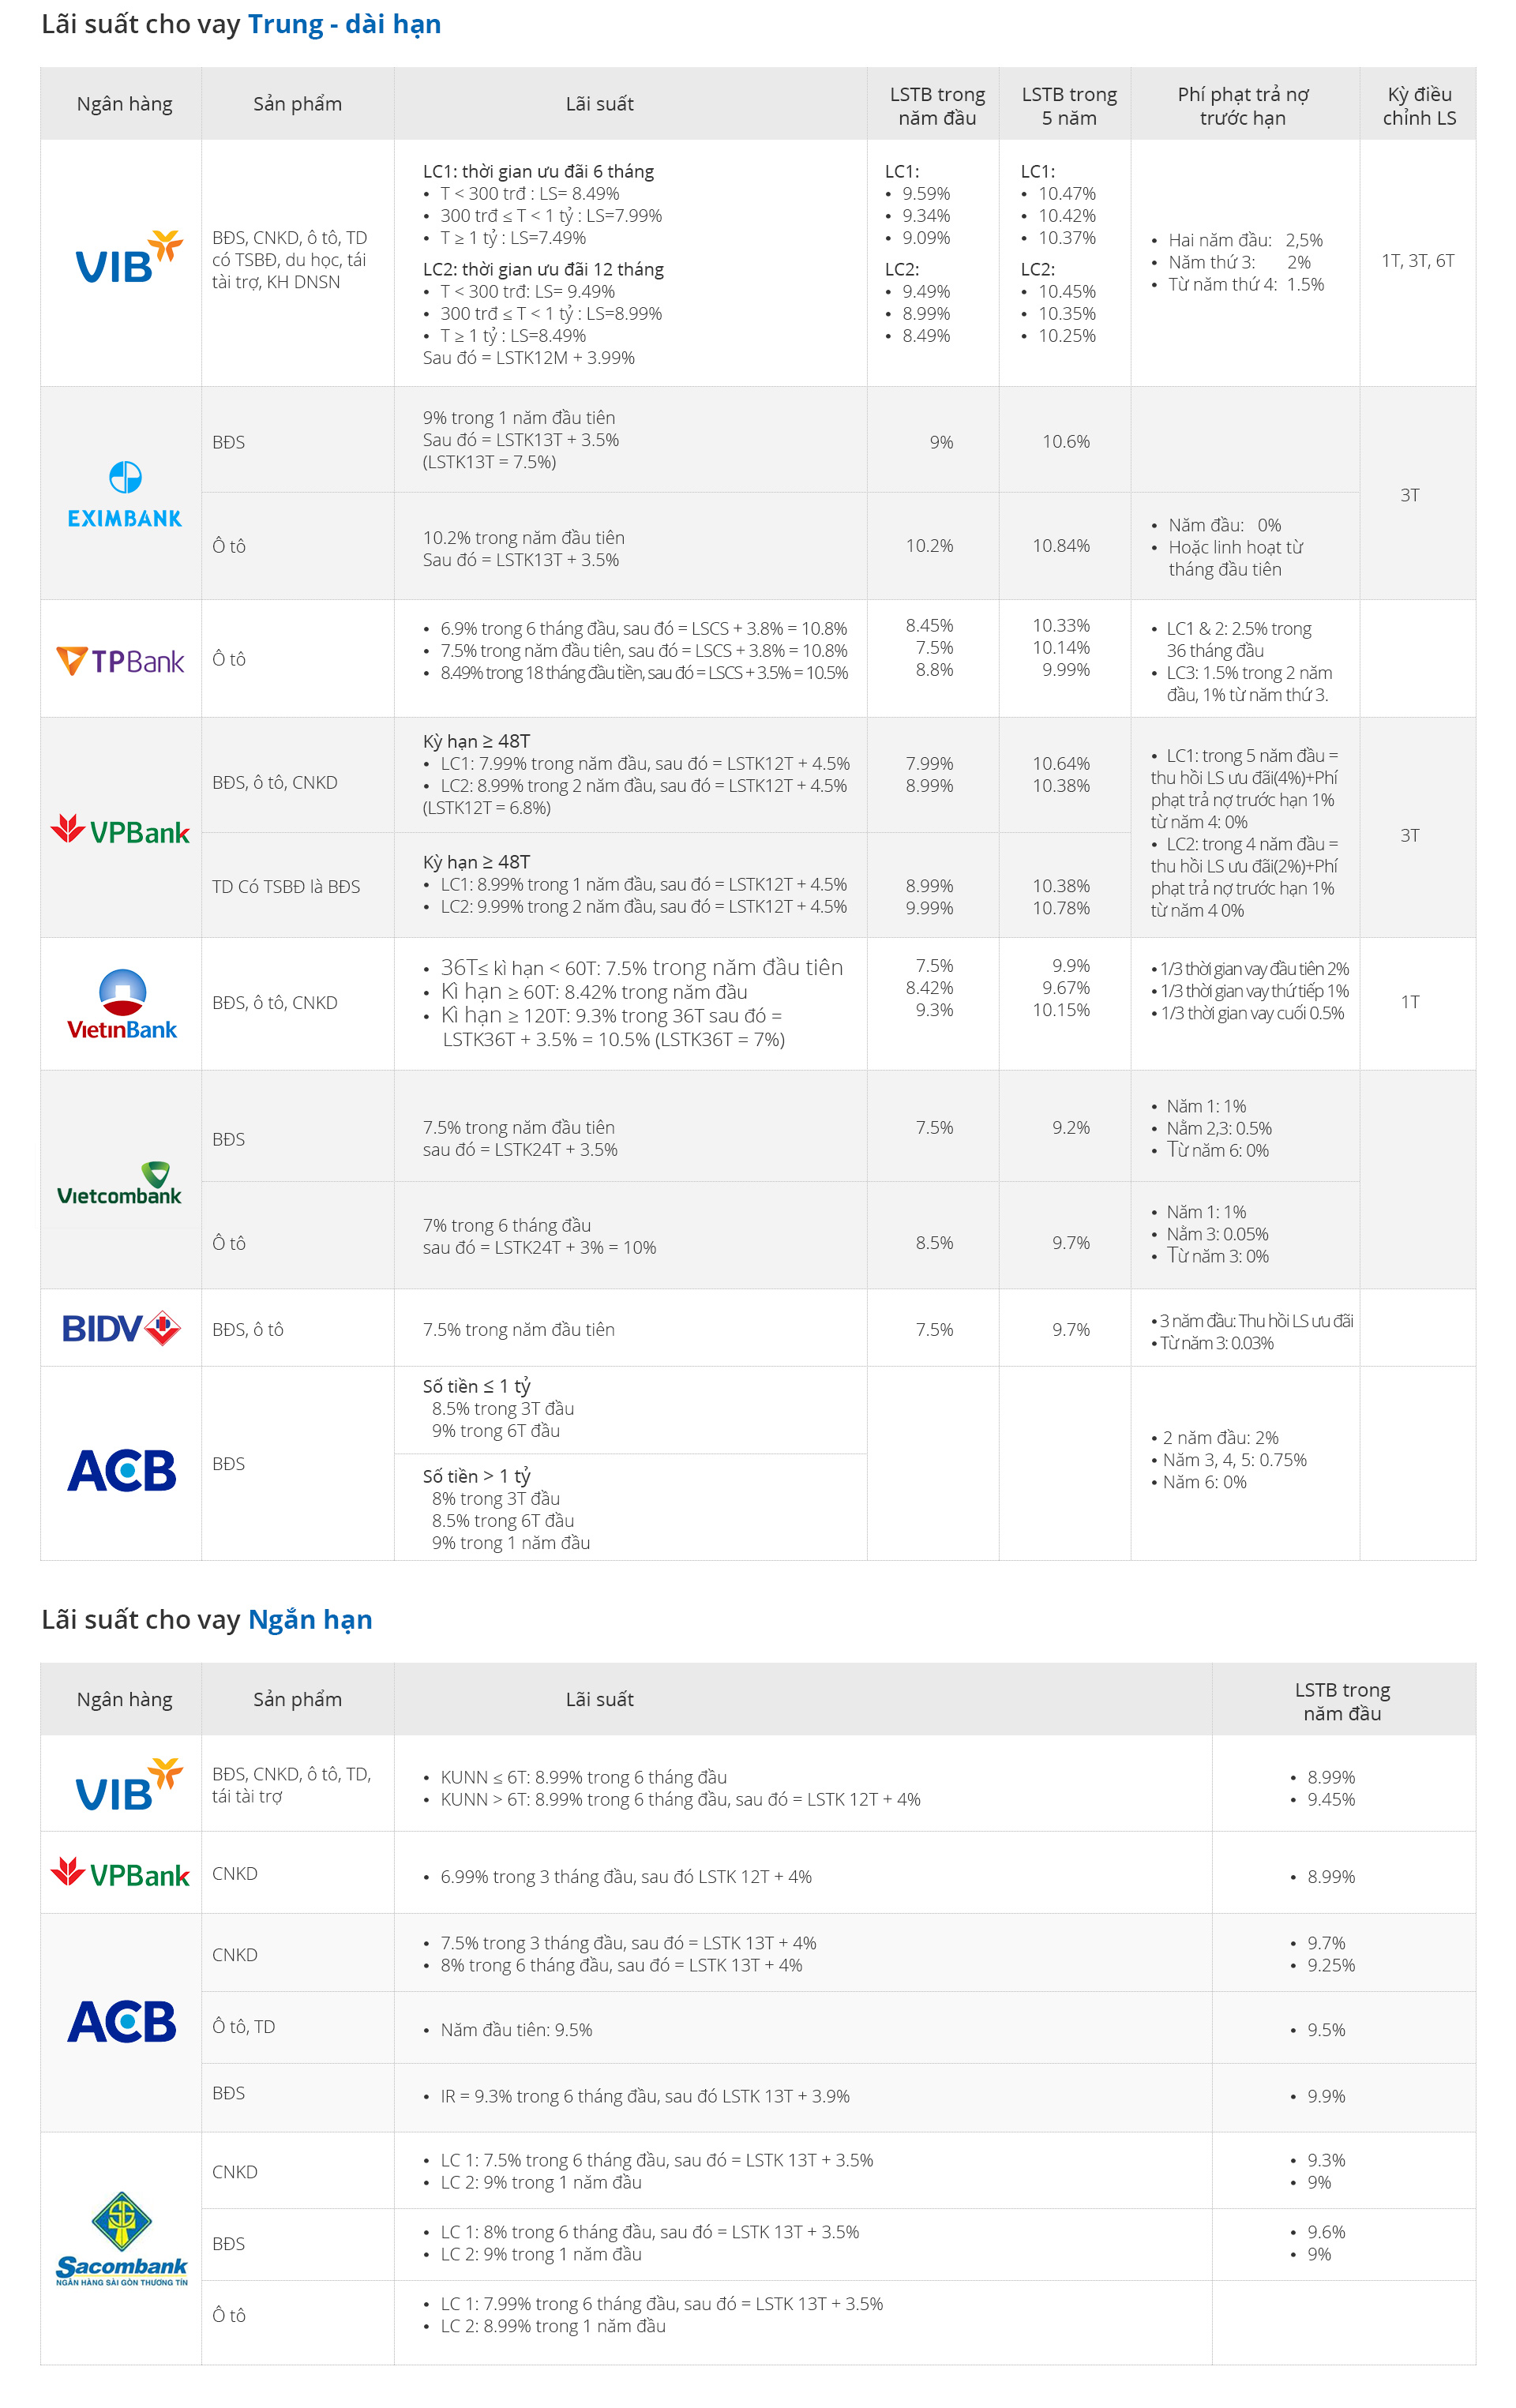 Lãi suất cho vay Trung - dài hạn
Ngân hàng
Sản phẩm
Lãi suất
LSTB trong
năm đầu
LSTB trong
5 năm
Phí phạt trả nợ
trước hạn
Kỳ điều
chỉnh LS
VIB
BĐS, CNKD, ô tô, TD
có TSBĐ, du học, tái
tài trợ, KH DNSN
LC1: thời gian ưu đãi 6 tháng
• T < 300 trđ : LS= 8.49%
• 300 trđ ≤ T < 1 tỷ : LS=7.99%
• T ≥ 1 tỷ : LS=7.49%
LC2: thời gian ưu đãi 12 tháng
• T < 300 trđ: LS= 9.49%
• 300 trđ ≤ T < 1 tỷ : LS=8.99%
• T ≥ 1 tỷ : LS=8.49%
Sau đó = LSTK12M + 3.99%
LC1:
• 9.59%
• 9.34%
• 9.09%
LC2:
• 9.49%
• 8.99%
• 8.49%
LC1:
• 10.47%
• 10.42%
• 10.37%
LC2:
• 10.45%
• 10.35%
• 10.25%
• Hai năm đầu: 2,5%
• Năm thứ 3: 2%
• Từ năm thứ 4: 1.5%
1T, 3T, 6T
EXIMBANK
BĐS
9% trong 1 năm đầu tiên
Sau đó = LSTK13T + 3.5%
(LSTK13T = 7.5%)
9%
10.6%
3T
Ô tô
10.2% trong năm đầu tiên
Sau đó = LSTK13T + 3.5%
10.2%
10.84%
• Năm đầu: 0%
• Hoặc linh hoạt từ
tháng đầu tiên
TPBank
Ô tô
• 6.9% trong 6 tháng đầu, sau đó = LSCS + 3.8% = 10.8%
• 7.5% trong năm đầu tiên, sau đó = LSCS + 3.8% = 10.8%
• 8.49% trong 18 tháng đầu tiền, sau đó = LSCS + 3.5% = 10.5%
8.45%
7.5%
8.8%
10.33%
10.14%
9.99%
• LC1 & 2: 2.5% trong
36 tháng đầu
• LC3: 1.5% trong 2 năm
đầu, 1% từ năm thứ 3.
VPBank
BĐS, ô tô, CNKD
Kỳ hạn ≥ 48T
• LC1: 7.99% trong năm đầu, sau đó = LSTK12T + 4.5%
• LC2: 8.99% trong 2 năm đầu, sau đó = LSTK12T + 4.5%
(LSTK12T = 6.8%)
7.99%
8.99%
10.64%
10.38%
• LC1: trong 5 năm đầu =
thu hồi LS ưu đãi(4%)+Phí
phạt trả nợ trước hạn 1%
từ năm 4: 0%
• LC2: trong 4 năm đầu =
thu hồi LS ưu đãi(2%)+Phí
phạt trả nợ trước hạn 1%
từ năm 4 0%
3T
TD Có TSBĐ là BĐS
Kỳ hạn ≥ 48T
• LC1: 8.99% trong 1 năm đầu, sau đó = LSTK12T + 4.5%
• LC2: 9.99% trong 2 năm đầu, sau đó = LSTK12T + 4.5%
8.99%
9.99%
10.38%
10.78%
VietinBank
BĐS, ô tô, CNKD
• 36T≤ kì hạn < 60T: 7.5% trong năm đầu tiên
• Kì hạn ≥ 60T: 8.42% trong năm đầu
• Kì hạn ≥ 120T: 9.3% trong 36T sau đó =
LSTK36T + 3.5% = 10.5% (LSTK36T = 7%)
7.5%
8.42%
9.3%
9.9%
9.67%
10.15%
• 1/3 thời gian vay đầu tiên 2%
• 1/3 thời gian vay thứ tiếp 1%
• 1/3 thời gian vay cuối 0.5%
1T
Vietcombank
BĐS
7.5% trong năm đầu tiên
sau đó = LSTK24T + 3.5%
7.5%
9.2%
• Năm 1: 1%
• Nằm 2,3: 0.5%
• Từ năm 6: 0%
Ô tô
7% trong 6 tháng đầu
sau đó = LSTK24T + 3% = 10%
8.5%
9.7%
• Năm 1: 1%
• Nằm 3: 0.05%
• Từ năm 3: 0%
BIDV
BĐS, ô tô
7.5% trong năm đầu tiên
7.5%
9.7%
• 3 năm đầu: Thu hồi LS ưu đãi
• Từ năm 3: 0.03%
ACB
BĐS
Số tiền ≤ 1 tỷ
8.5% trong 3T đầu
9% trong 6T đầu
Số tiền > 1 tỷ
8% trong 3T đầu
8.5% trong 6T đầu
9% trong 1 năm đầu
• 2 năm đầu: 2%
• Năm 3, 4, 5: 0.75%
• Năm 6: 0%
Lãi suất cho vay Ngắn hạn
Ngân hàng
Sản phẩm
Lãi suất
LSTB trong
năm đầu
VIB
BĐS, CNKD, ô tô, TD,
tái tài trợ
• KUNN ≤ 6T: 8.99% trong 6 tháng đầu
• KUNN > 6T: 8.99% trong 6 tháng đầu, sau đó = LSTK 12T + 4%
• 8.99%
• 9.45%
VPBank
CNKD
• 6.99% trong 3 tháng đầu, sau đó LSTK 12T + 4%
• 8.99%
ACB
CNKD
• 7.5% trong 3 tháng đầu, sau đó = LSTK 13T + 4%
• 8% trong 6 tháng đầu, sau đó = LSTK 13T + 4%
• 9.7%
• 9.25%
Ô tô, TD
• Năm đầu tiên: 9.5%
• 9.5%
BĐS
• IR = 9.3% trong 6 tháng đầu, sau đó LSTK 13T + 3.9%
• 9.9%
Sacombank
NGÂN HÀNG SÀI GÒN THƯƠNG TÍN
CNKD
• LC 1: 7.5% trong 6 tháng đầu, sau đó = LSTK 13T + 3.5%
• LC 2: 9% trong 1 năm đầu
• 9.3%
• 9%
BĐS
• LC 1: 8% trong 6 tháng đầu, sau đó = LSTK 13T + 3.5%
• LC 2: 9% trong 1 năm đầu
• 9.6%
• 9%
Ô tô
• LC 1: 7.99% trong 6 tháng đầu, sau đó = LSTK 13T + 3.5%
• LC 2: 8.99% trong 1 năm đầu